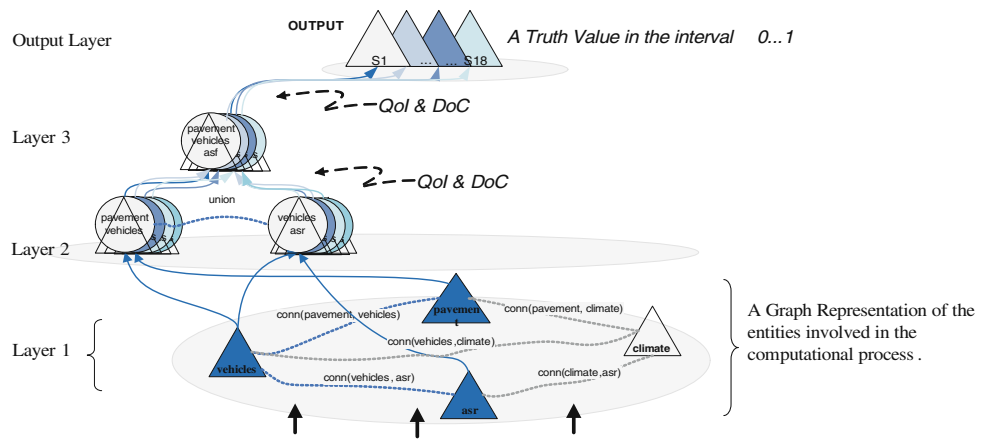 Output Layer
OUTPUT
A Truth Value in the interval 0...1
S1
...
...
S18
QoI & DoC
Layer 3
pavement
vehicles
asf
QoI & DoC
union
pavement
vehicles
vehicles
asr
Layer 2
pavemen
t
conn(pavement, vehicles)
conn(pavement, climate)
A Graph Representation of the
entities involved in the
computational process .
Layer 1
conn(vehicles ,climate)
climate
vehicles
conn(vehicles , asr)
conn(climate,asr)
asr